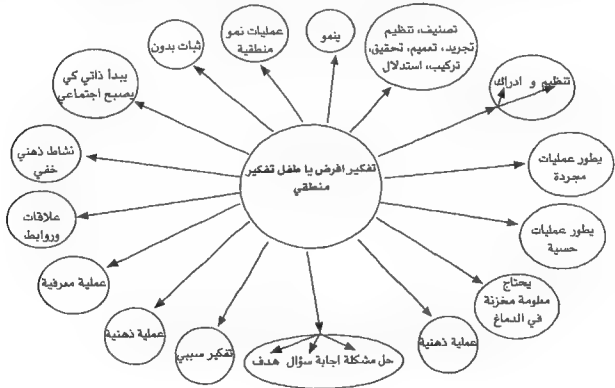 تصنيف، تنظيم
تجريد، تعميم، تحقيق،
تركيب، استدلال
ينمو
عمليات نمو
منطقية
ثبات بدون
يبدأ ذاتي كي
يصبح اجتماعي
تنظيم و ادراك
نشاط ذهني
خفي
تفكير افرض يا طفل تفكير
منطقي
يطور عمليات
مجردة
علاقات
وروابط
يطور عمليات
حسية
عملية معرفية
يحتاج
معلومة مخزنة
في الدماغ
عملية ذهنية
تفكير سببي
حل مشكلة اجابة سؤال هدف
عملية ذهنية